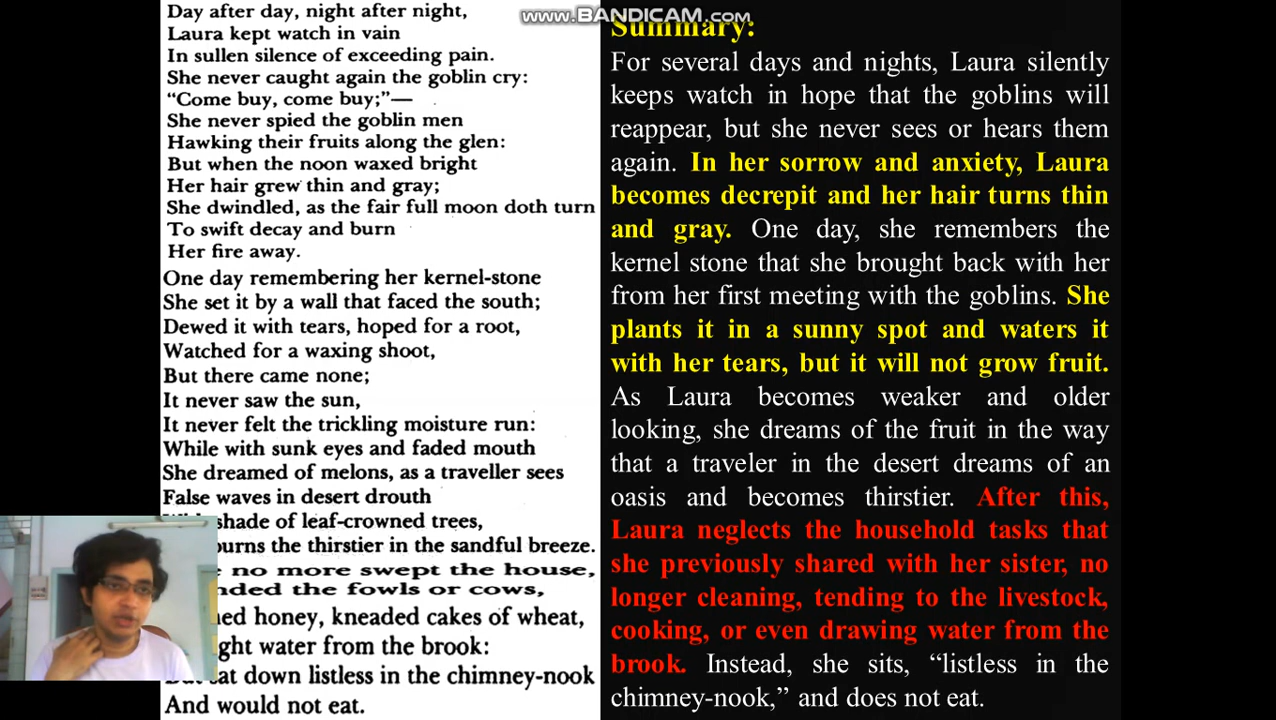 www.BANDICAM.com
Day after day, night after night,
Laura kept watch in vain
In sullen silence of exceeding pain.
She never caught again the goblin cry:
“Come buy, come buy;”—
She never spied the goblin men
Hawking their fruits along the glen:
But when the noon waxed bright
Her hair grew thin and gray;
She dwindled, as the fair full moon doth turn
To swift decay and burn
Her fire away.
One day remembering her kernel-stone
She set it by a wall that faced the south;
Dewed it with tears, hoped for a root,
Watched for a waxing shoot,
But there came none;
It never saw the sun,
It never felt the trickling moisture run:
While with sunk eyes and faded mouth
She dreamed of melons, as a traveller sees
False waves in desert drouth
shade of leaf-crowned trees,
burns the thirstier in the sandful breeze.
no more swept the house,
nded the fowls or cows,
ed honey, kneaded cakes of wheat,
ght water from the brook:
sat down listless in the chimney-nook
And would not eat.
Summary:
For several days and nights, Laura silently
keeps watch in hope that the goblins will
reappear, but she never sees or hears them
again. In her sorrow and anxiety, Laura
becomes decrepit and her hair turns thin
and gray. One day, she remembers the
kernel stone that she brought back with her
from her first meeting with the goblins. She
plants it in a sunny spot and waters it
with her tears, but it will not grow fruit.
As Laura becomes weaker and older
looking, she dreams of the fruit in the way
that a traveler in the desert dreams of an
oasis and becomes thirstier. After this,
Laura neglects the household tasks that
she previously shared with her sister, no
longer cleaning, tending to the livestock,
cooking, or even drawing water from the
brook. Instead, she sits, “listless in the
chimney-nook,” and does not eat.